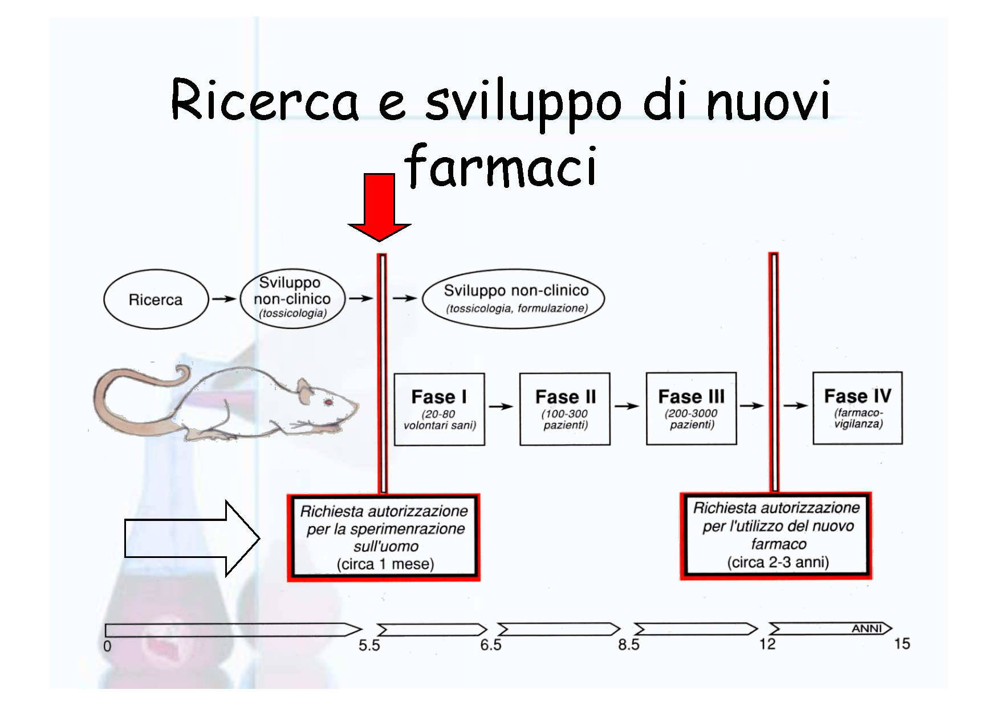 Ricerca e sviluppo di nuovi
farmaci
Ricerca
Sviluppo
non-clinico
(tossicologia)
Sviluppo non-clinico
(tossicologia, formulazione)
Fase I
(20-80
volontari sani)
Fase II
(100-300
pazienti)
Fase III
(200-3000
pazienti)
Fase IV
(farmaco-
vigilanza)
Richiesta autorizzazione
per la sperimenrazione
sull'uomo
(circa 1 mese)
Richiesta autorizzazione
per l'utilizzo del nuovo
farmaco
(circa 2-3 anni)
ANNI
0
5.5
6.5
8.5
12
15